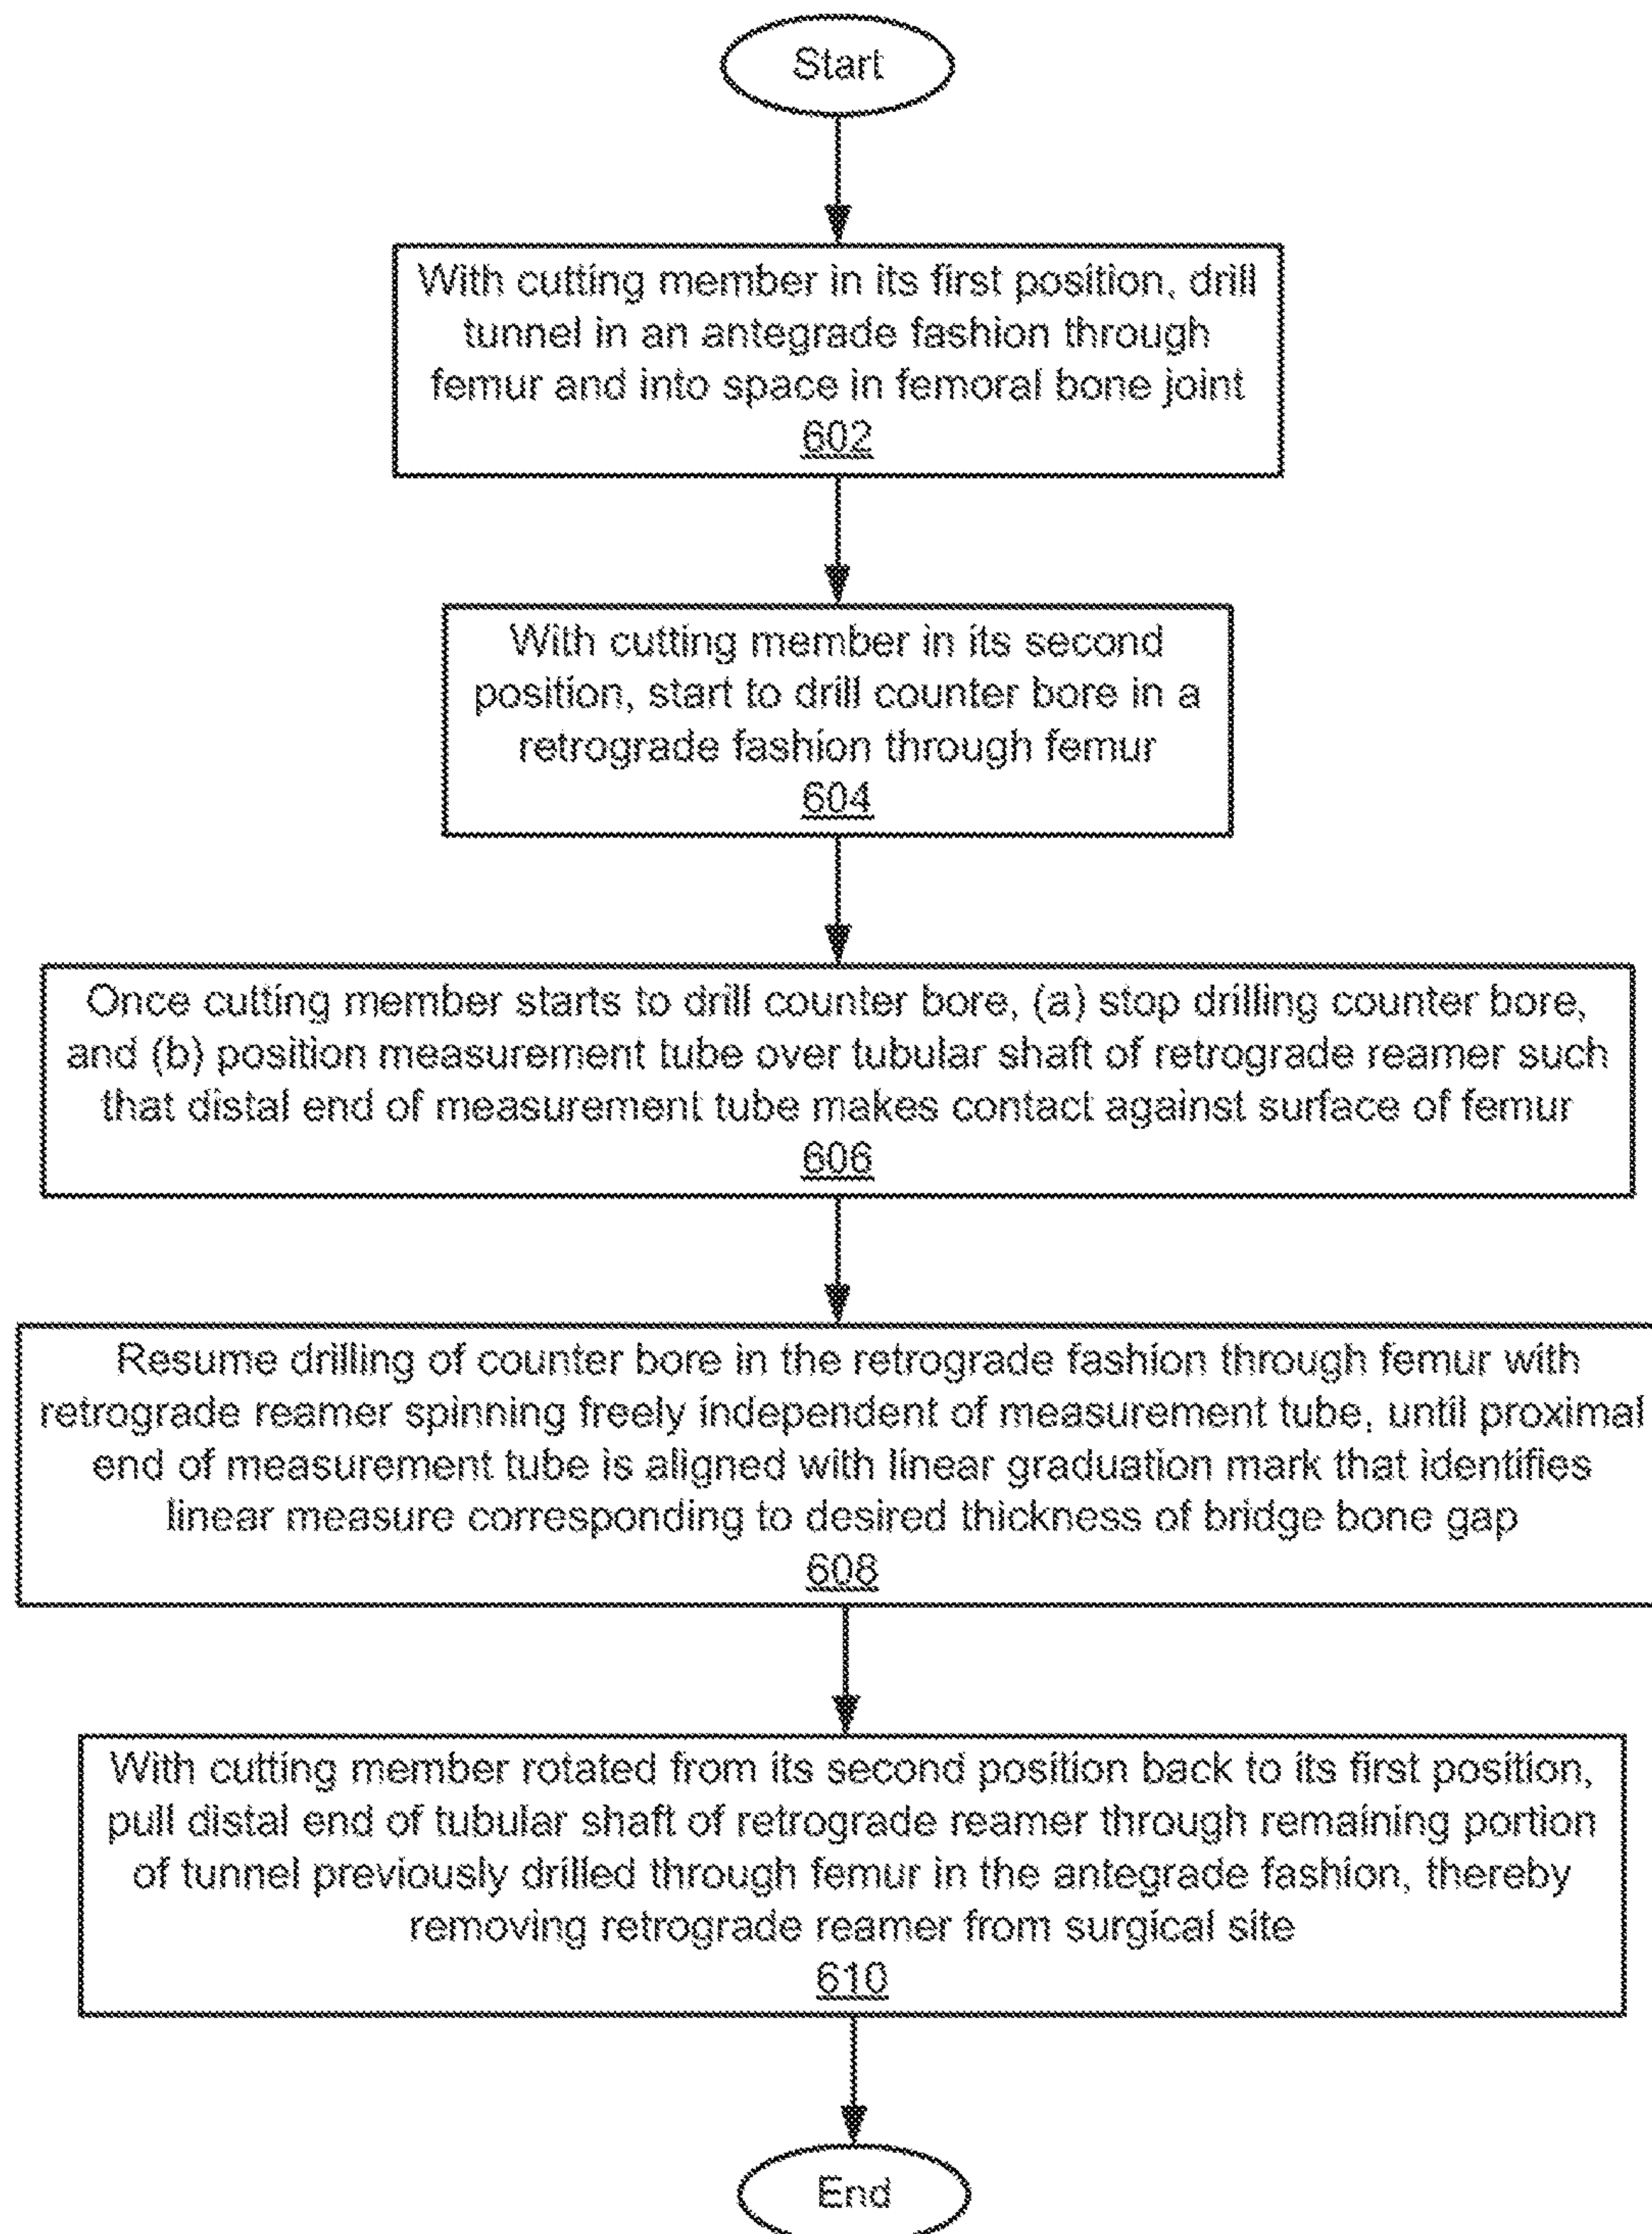 Start
With cutting member in its first position, drill
tunnel in an antegrade fashion through
femur and into space in femoral bone joint
602
With cutting member in its second
position, start to drill counter bore in a
retrograde fashion through femur
604
Once cutting member starts to drill counter bore, (a) stop drilling counter bore,
and (b) position measurement tube over tubular shaft of retrograde reamer such
that distal end of measurement tube makes contact against surface of femur
606
Resume drilling of counter bore in the retrograde fashion through femur with
retrograde reamer spinning freely independent of measurement tube, until proximal
end of measurement tube is aligned with linear graduation mark that identifies
linear measure corresponding to desired thickness of bridge bone gap
608
With cutting member rotated from its second position back to its first position,
pull distal end of tubular shaft of retrograde reamer through remaining portion
of tunnel previously drilled through femur in the antegrade fashion, thereby
removing retrograde reamer from surgical site
610
End